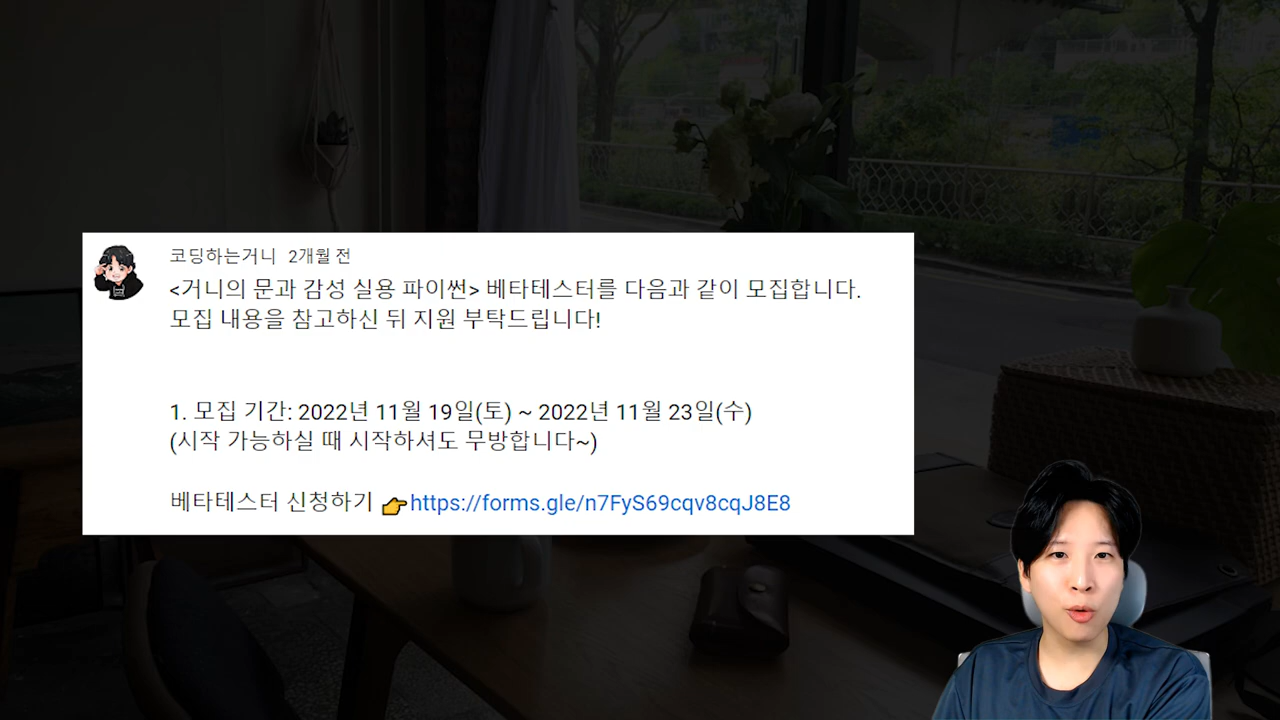 코딩하는거니 2개월 전
<거니의 문과 감성 실용 파이썬> 베타테스터를 다음과 같이 모집합니다.
모집 내용을 참고하신 뒤 지원 부탁드립니다!
1. 모집 기간: 2022년 11월 19일(토) ~ 2022년 11월 23일(수)
(시작 가능하실 때 시작하셔도 무방합니다~)
베타테스터 신청하기 👉https://forms.gle/n7FyS69cqv8cqJ8E8